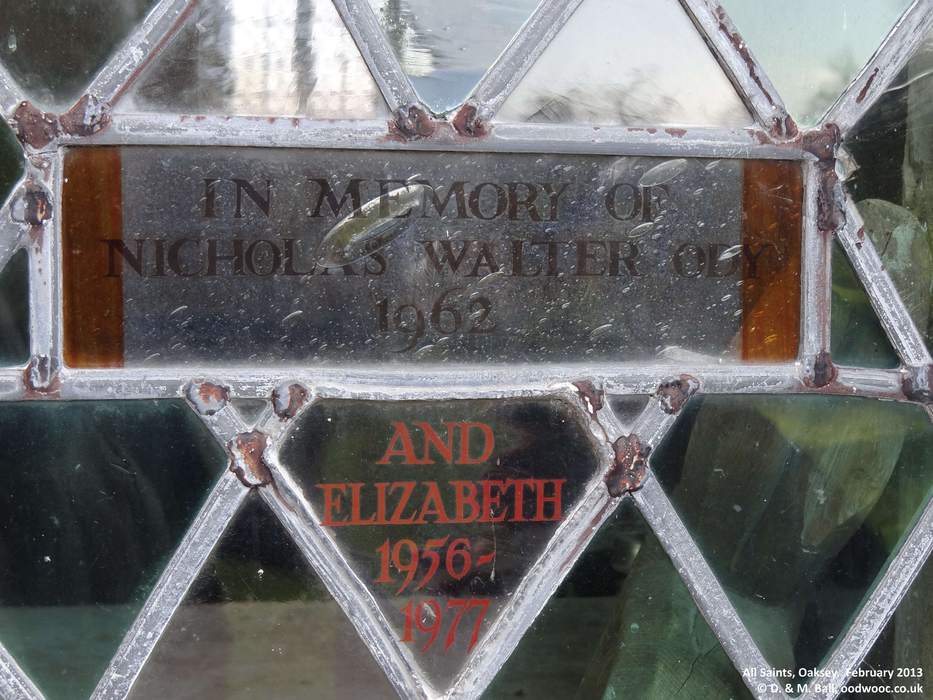 IN MEMORY OF
NICHOLAS WALTER ODY
1962
AND
ELIZABETH
1956-
1977
All Saints, Oaksey, February 2013
© D. & M. Ball, oodwooc.co.uk